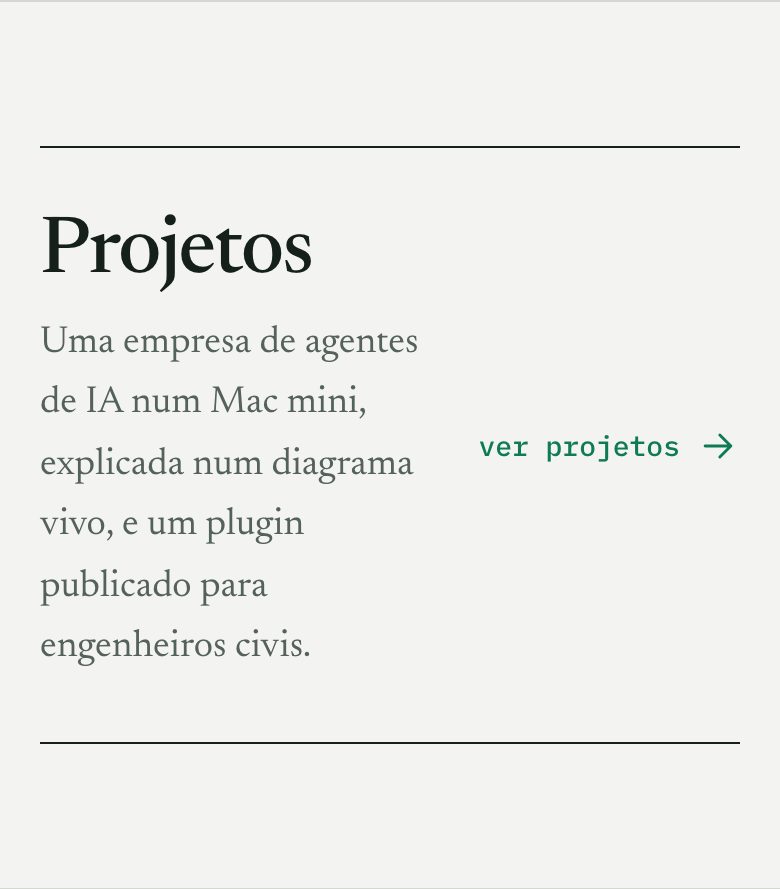 Projetos
Uma empresa de agentes
de IA num Mac mini,
explicada num diagrama
vivo, e um plugin
publicado para
engenheiros civis.
ver projetos →